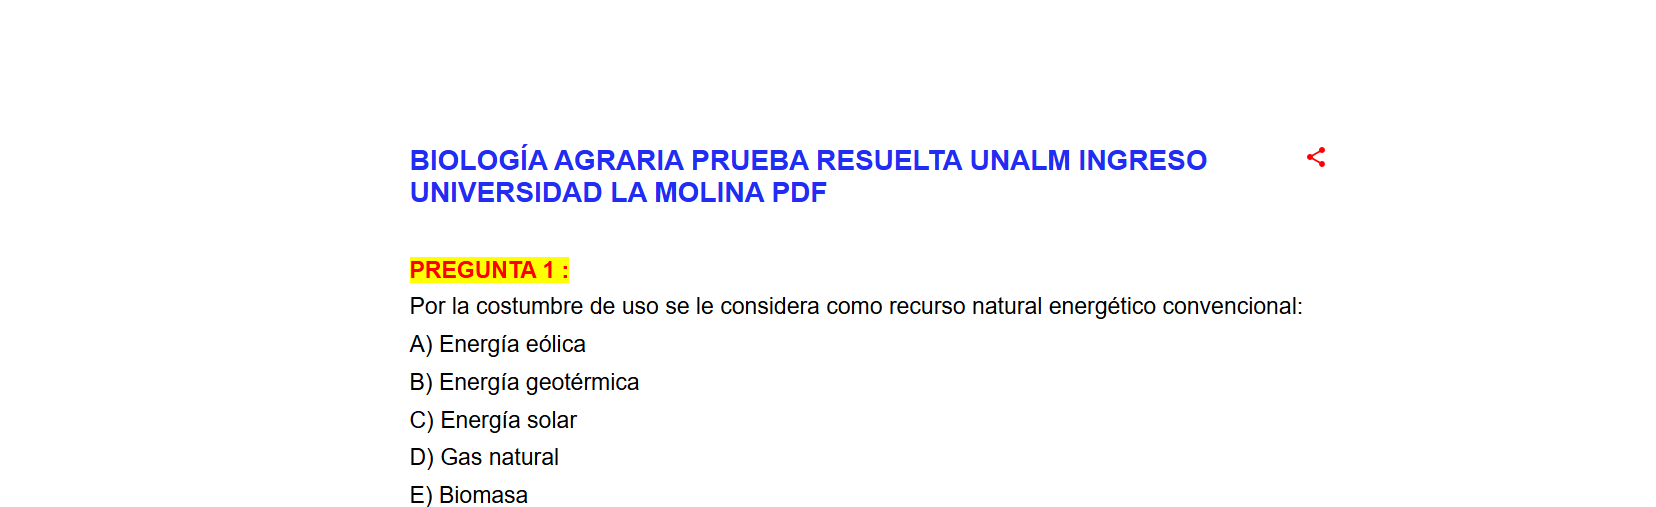 BIOLOGÍA AGRARIA PRUEBA RESUELTA UNALM INGRESO
UNIVERSIDAD LA MOLINA PDF
PREGUNTA 1 :
Por la costumbre de uso se le considera como recurso natural energético convencional:
A) Energía eólica
B) Energía geotérmica
C) Energía solar
D) Gas natural
E) Biomasa